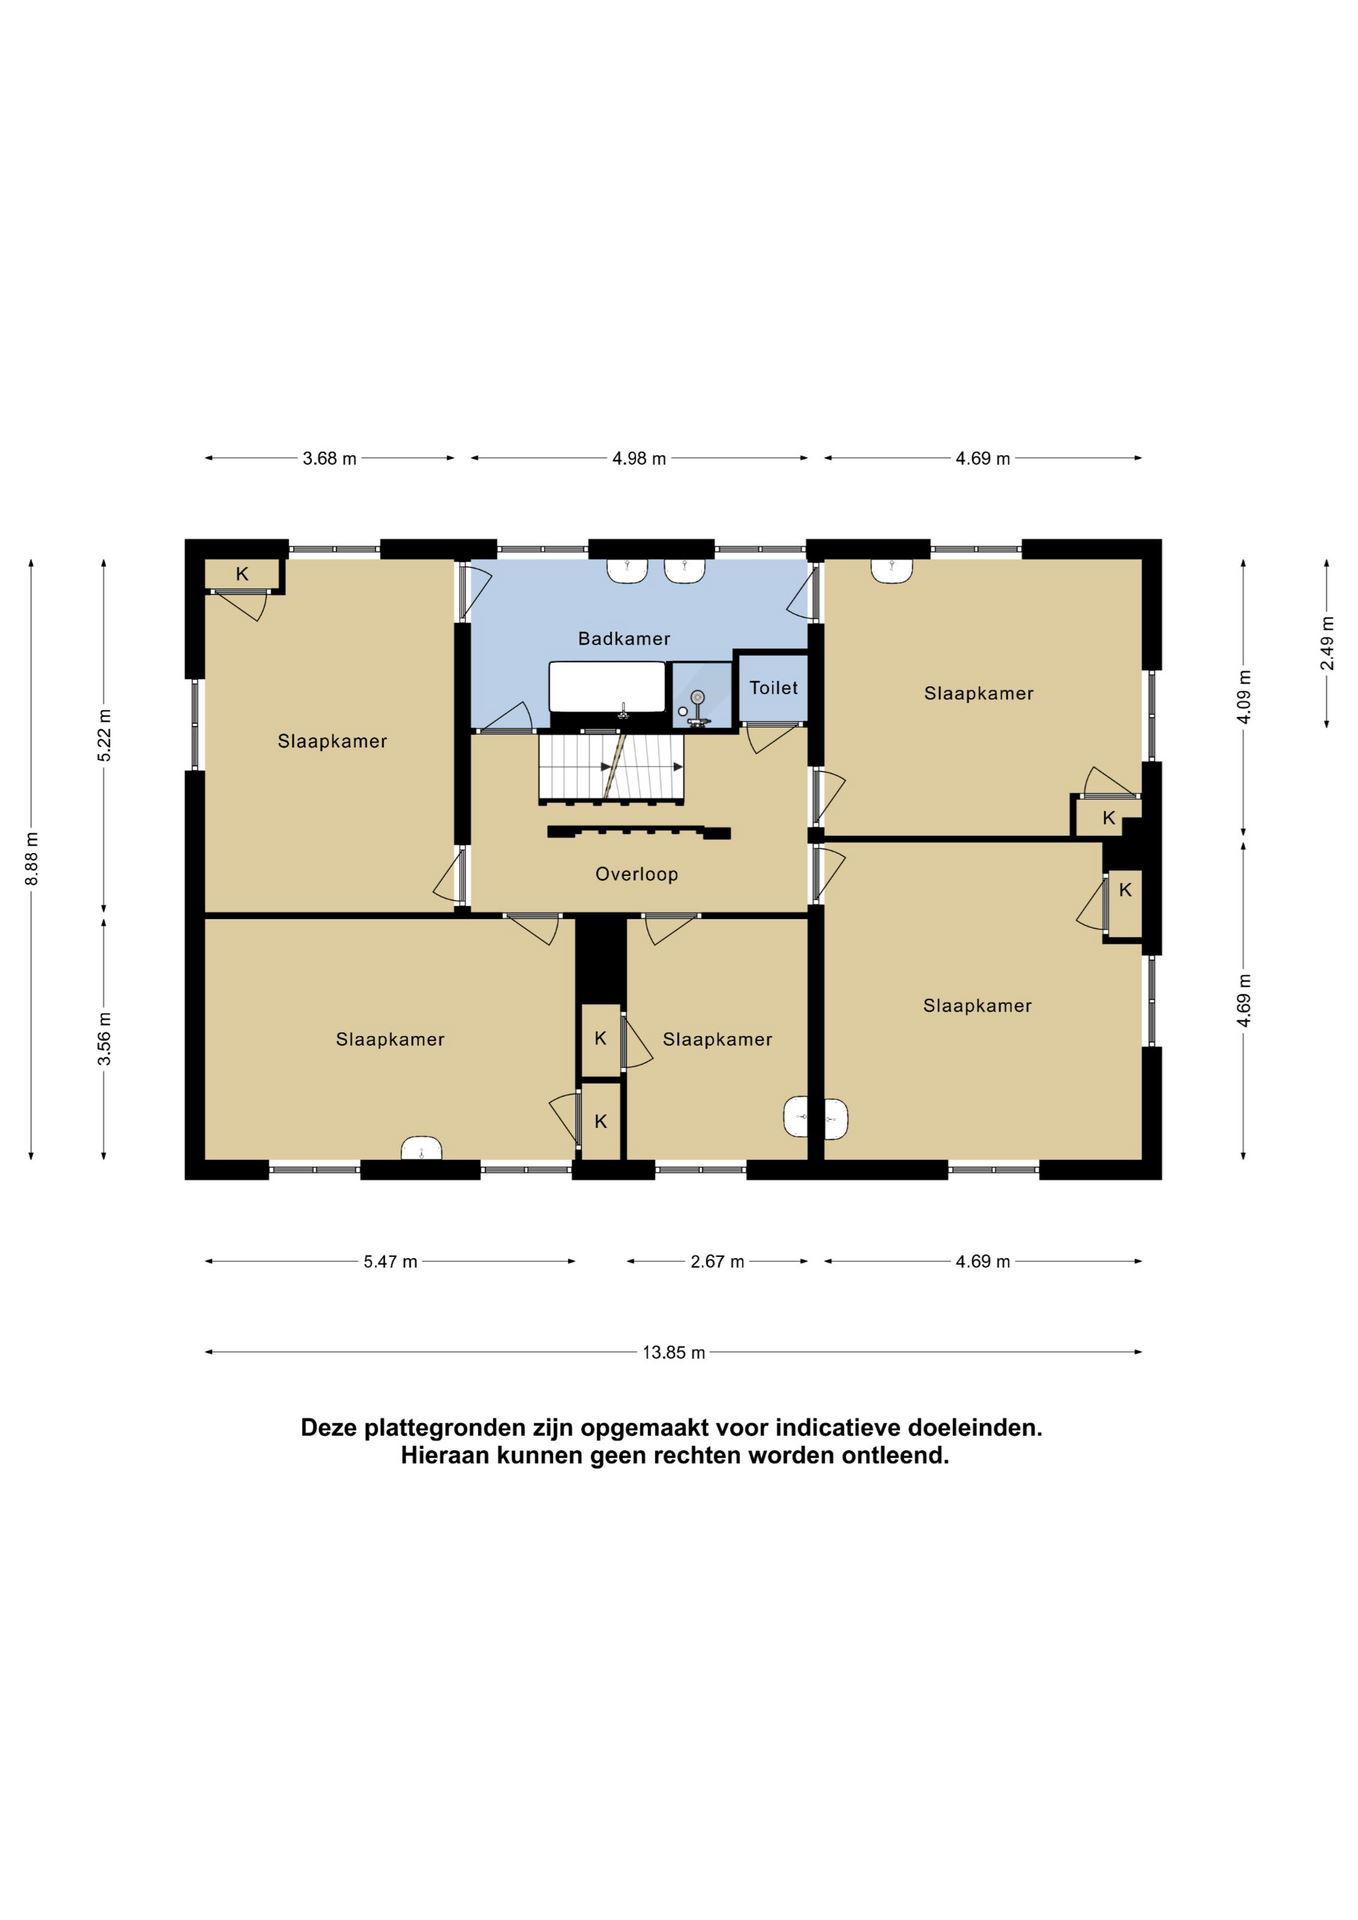 3.68 m
4.98 m
4.69 m
K
Badkamer
Toilet
Slaapkamer
Slaapkamer
K
Overloop
K
Slaapkamer
Slaapkamer
K
Slaapkamer
K
8.88 m
5.22 m
3.56 m
4.09 m
4.69 m
2.49 m
5.47 m
2.67 m
4.69 m
13.85 m
Deze plattegronden zijn opgemaakt voor indicatieve doeleinden.
Hieraan kunnen geen rechten worden ontleend.